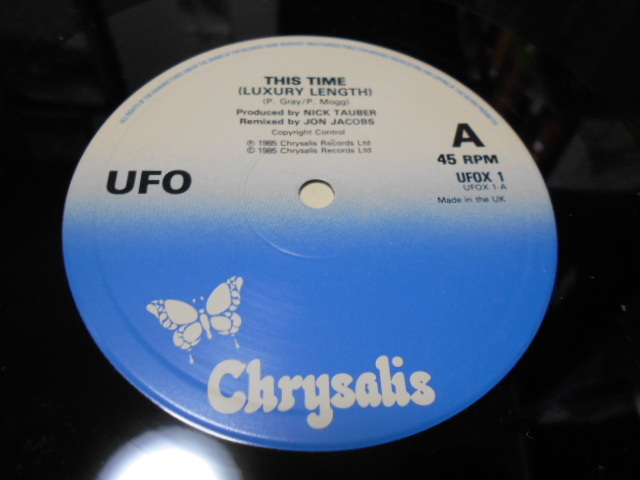 THIS TIME
(LUXURY LENGTH)
(P. Gray/P. Mogg)
Produced by NICK TAUBER
Remixed by JON JACOBS
Copyright Control
℗ 1985 Chrysalis Records Ltd
© 1985 Chrysalis Records Ltd
A
45 RPM
UFOX 1
UFOX 1-A
Made in the UK
UFO
Chrysalis